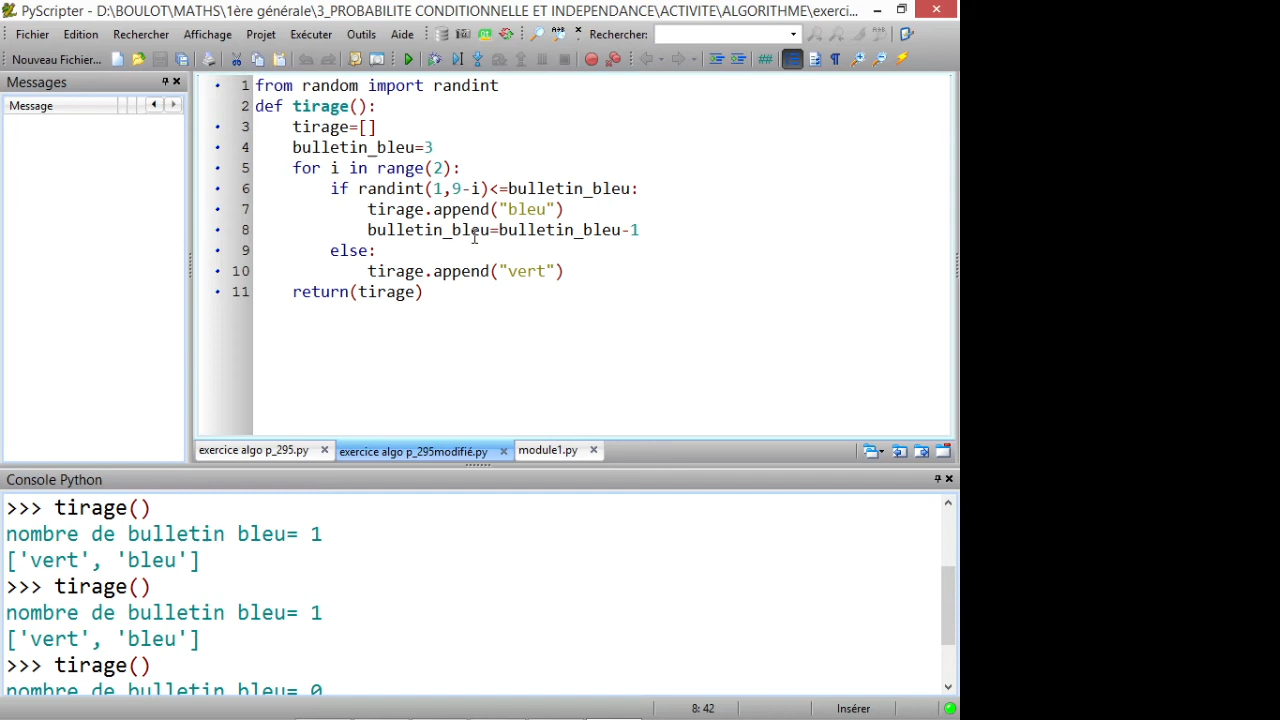 PyScripter - D:\BOULOT\MATHS\1ère générale\3_PROBABILITE CONDITIONNELLE ET INDEPENDANCE\ACTIVITE\ALGORITHME\exerci...
Fichier Edition Rechercher Affichage Projet Exécuter Outils Aide Rechercher:
Nouveau Fichier...
Messages
Message
1 from random import randint
2 def tirage():
3 tirage=[]
4 bulletin_bleu=3
5 for i in range(2):
6 if randint(1,9-i)<=bulletin_bleu:
7 tirage.append("bleu")
8 bulletin_bleu=bulletin_bleu-1
9 else:
10 tirage.append("vert")
11 return(tirage)
exercice algo p_295.py exercice algo p_295modifié.py module1.py
Console Python
>>> tirage()
nombre de bulletin bleu= 1
['vert', 'bleu']
>>> tirage()
nombre de bulletin bleu= 1
['vert', 'bleu']
>>> tirage()
nombre de bulletin bleu= 0
8: 42 Insérer